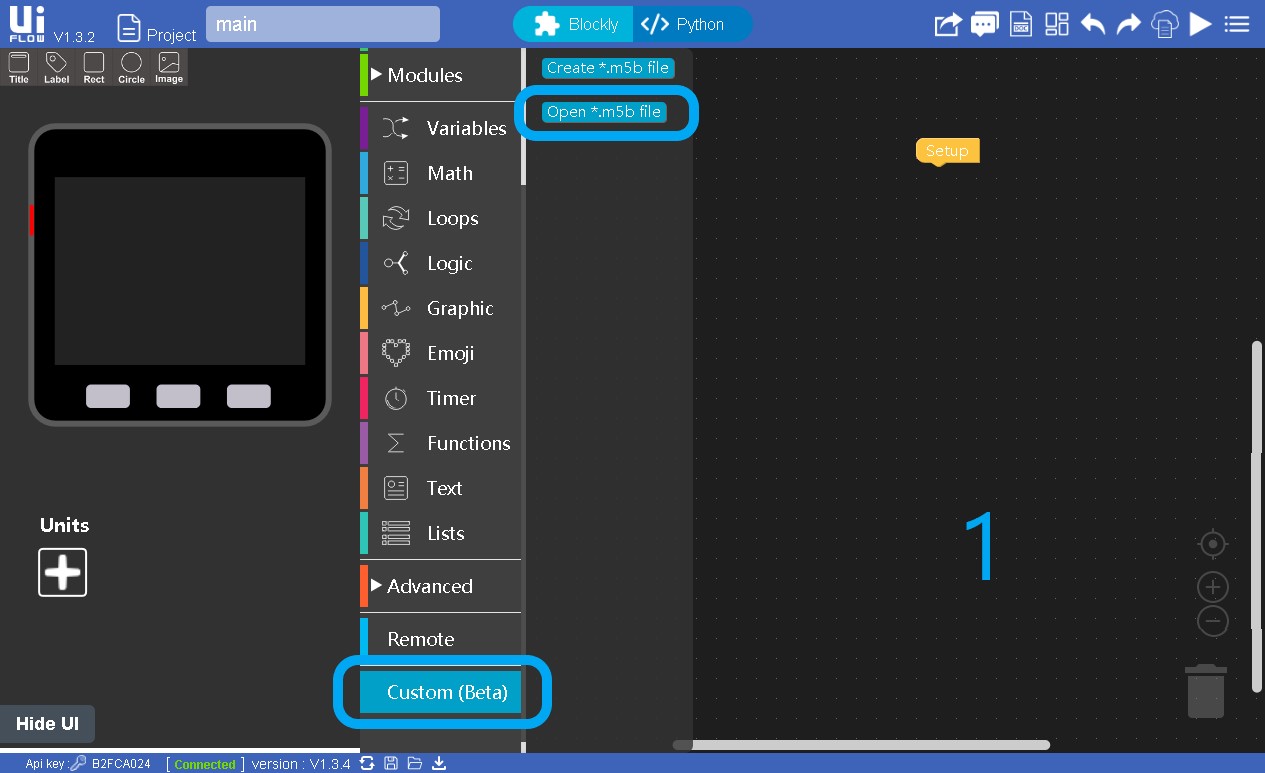 Ui
FLOW V1.3.2
Project
main
Blockly
</> Python
DOC
Title
Label
Rect
Circle
Image
Modules
Variables
Math
Loops
Logic
Graphic
Emoji
Timer
Functions
Text
Lists
Advanced
Remote
Custom (Beta)
Create *.m5b file
Open *.m5b file
Setup
1
Units
Hide UI
Api key : B2FCA024 [ Connected ] version : V1.3.4